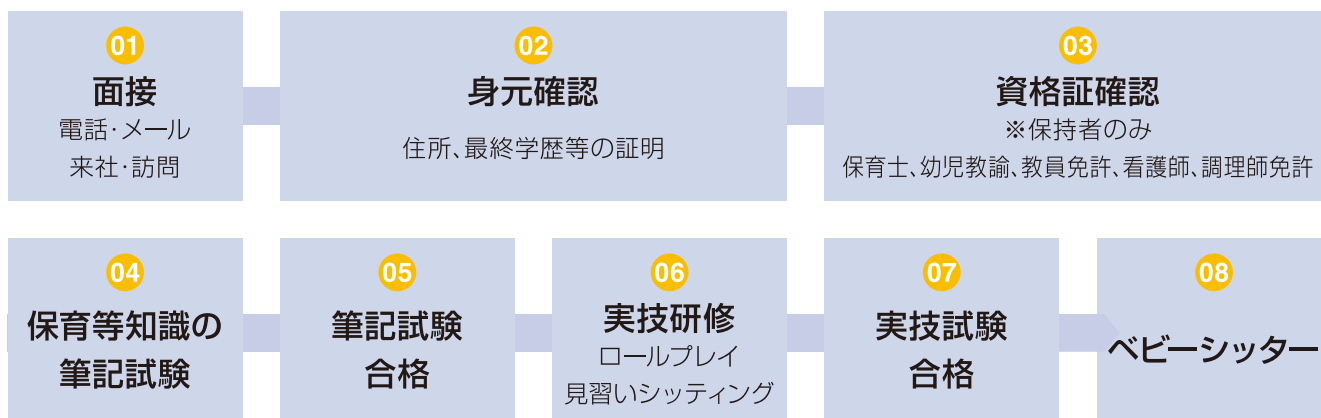 01
面接
電話・メール
来社・訪問
02
身元確認
住所、最終学歴等の証明
03
資格証確認
※保持者のみ
保育士、幼児教諭、教員免許、看護師、調理師免許
04
保育等知識の
筆記試験
05
筆記試験
合格
06
実技研修
ロールプレイ
見習いシッティング
07
実技試験
合格
08
ベビーシッター